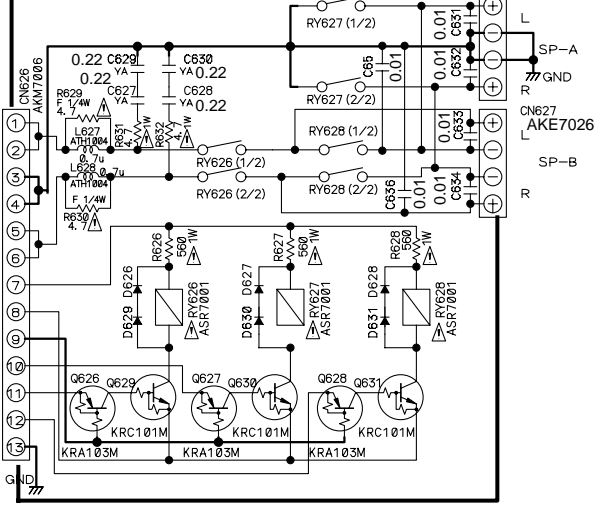 RY627 (1/2)
0.01
C631
L
SP-A
GND
0.22 C629
YA
C630
YA 0.22
0.22
C627
YA
C628
YA 0.22
C65
0.01
0.01
C632
R
RY627 (2/2)
CN626
AKM7006
R629
F 1/4W
4.7
L627
ATH1004
0.7u
L628 0.7u
ATH1004
F 1/4W
R630
4.7
R631
4.7
1W
R632
4.7
1W
RY626 (1/2)
RY626 (2/2)
RY628 (1/2)
RY628 (2/2)
0.01
C633
CN627
AKE7026
L
SP-B
R
C636
0.01
0.01
C634
1
2
3
4
5
6
7
8
9
10
11
12
13
GND
R626
560
1W
R627
560
1W
R628
560
1W
D626
D629
RY626
ASR7001
D627
D630
RY627
ASR7001
D628
D631
RY628
ASR7001
Q626
Q629
Q627
Q630
Q628
Q631
KRC101M
KRC101M
KRC101M
KRA103M
KRA103M
KRA103M